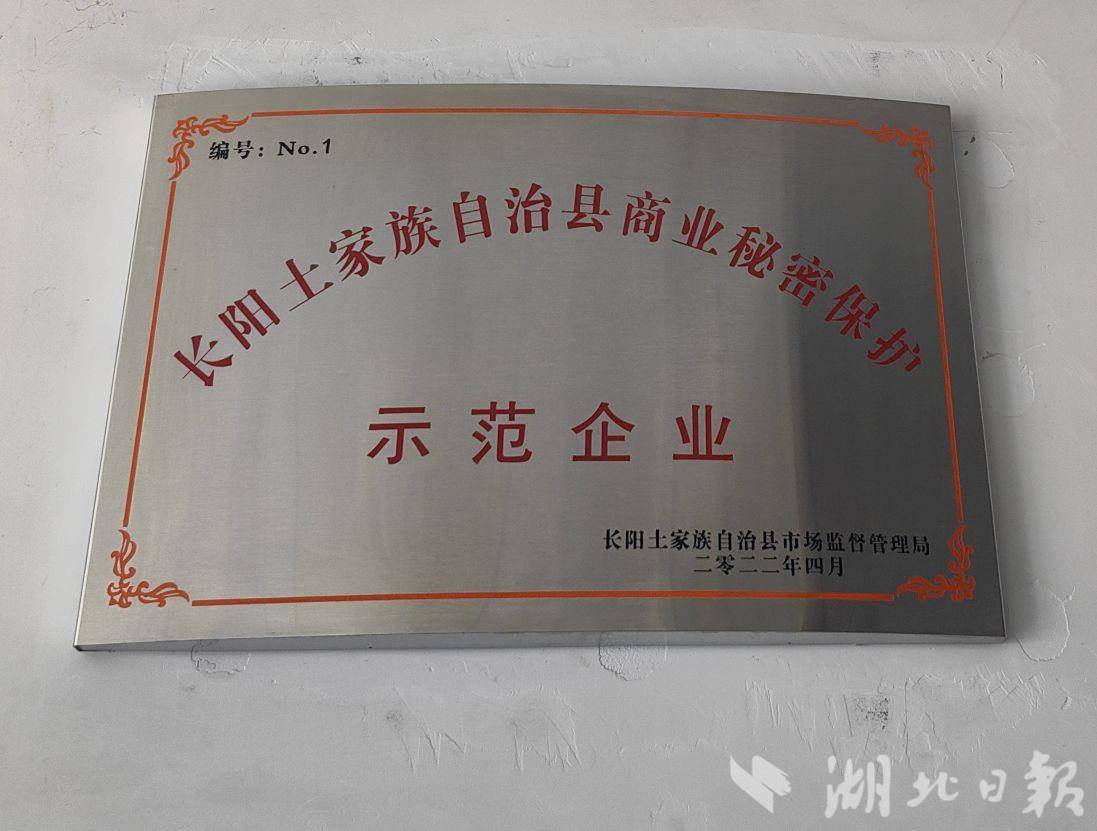 编号：No.1
长阳土家族自治县商业秘密保护
示范企业
长阳土家族自治县市场监督管理局
二零二二年四月
湖北日報